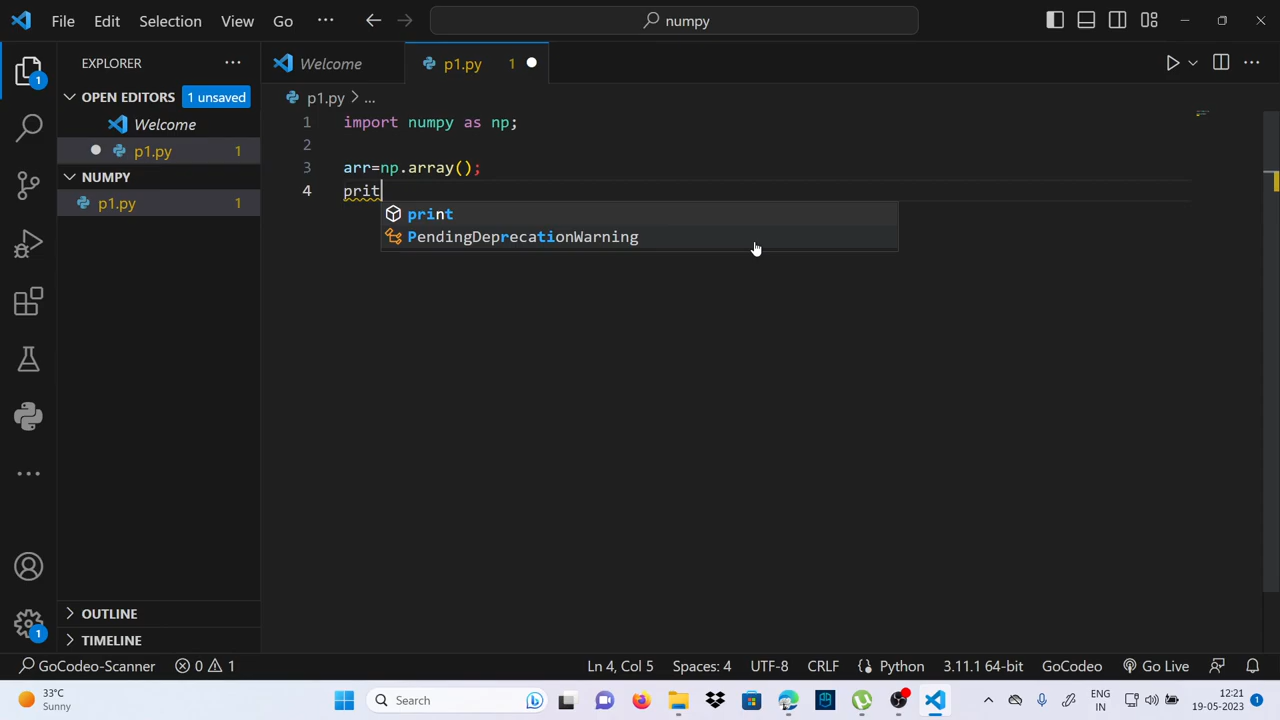 File Edit Selection View Go ··· numpy
EXPLORER ···
Welcome p1.py 1
OPEN EDITORS 1 unsaved
p1.py > ...
Welcome
p1.py 1
NUMPY
p1.py 1
1 import numpy as np;
2
3 arr=np.array();
4 prit
print
PendingDeprecationWarning
1
1
OUTLINE
TIMELINE
GoCodeo-Scanner 0 1 Ln 4, Col 5 Spaces: 4 UTF-8 CRLF Python 3.11.1 64-bit GoCodeo Go Live
33°C
Sunny
Search
ENG
IN
12:21
19-05-2023
1